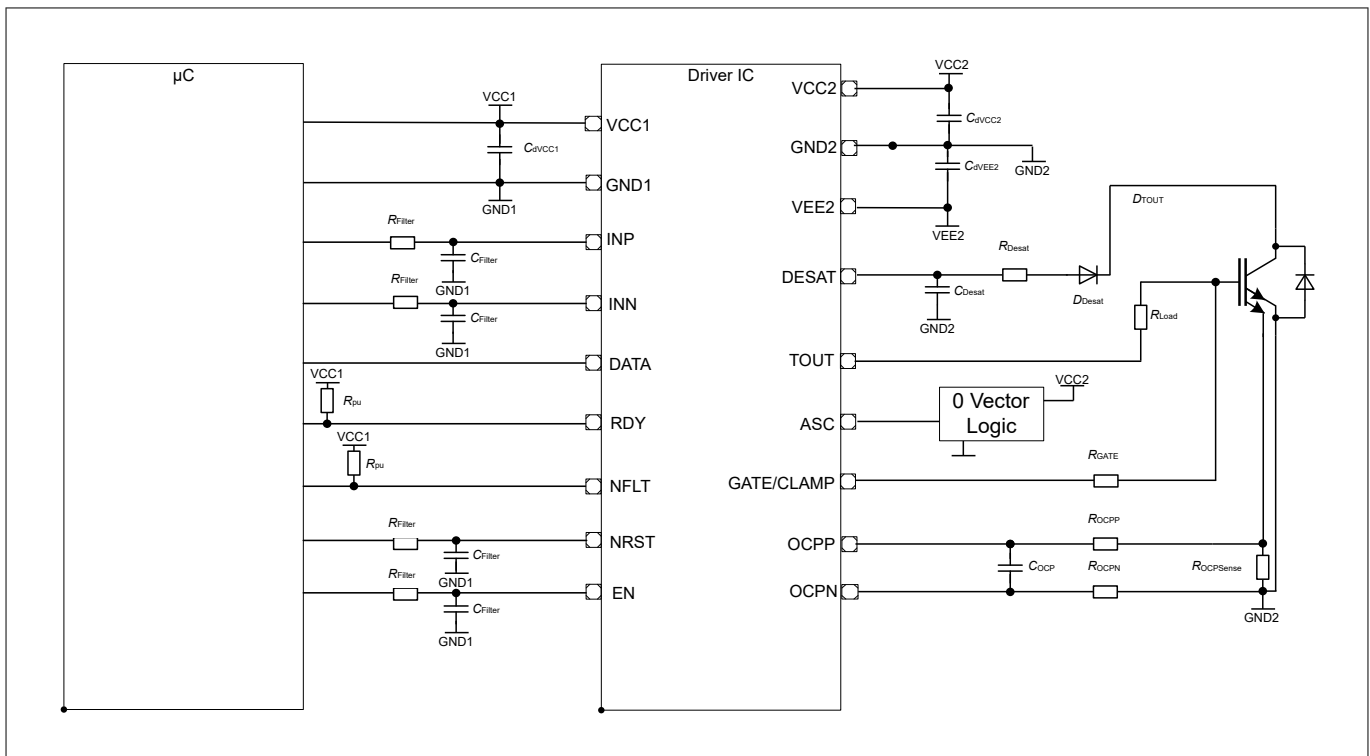 µC
Driver IC
VCC1
VCC1
CdVCC1
GND1
GND1
RFilter
INP
CFilter
GND1
RFilter
INN
CFilter
GND1
DATA
VCC1
Rpu
RDY
VCC1
Rpu
NFLT
RFilter
NRST
CFilter
GND1
RFilter
EN
CFilter
GND1
VCC2
VCC2
CdVCC2
GND2
GND2
CdVEE2
VEE2
VEE2
DTOUT
RDesat
DESAT
CDesat
DDesat
GND2
RLoad
TOUT
VCC2
0 Vector
Logic
ASC
RGATE
GATE/CLAMP
ROCPP
OCPP
COCP
ROCPN
ROCPSense
OCPN
GND2